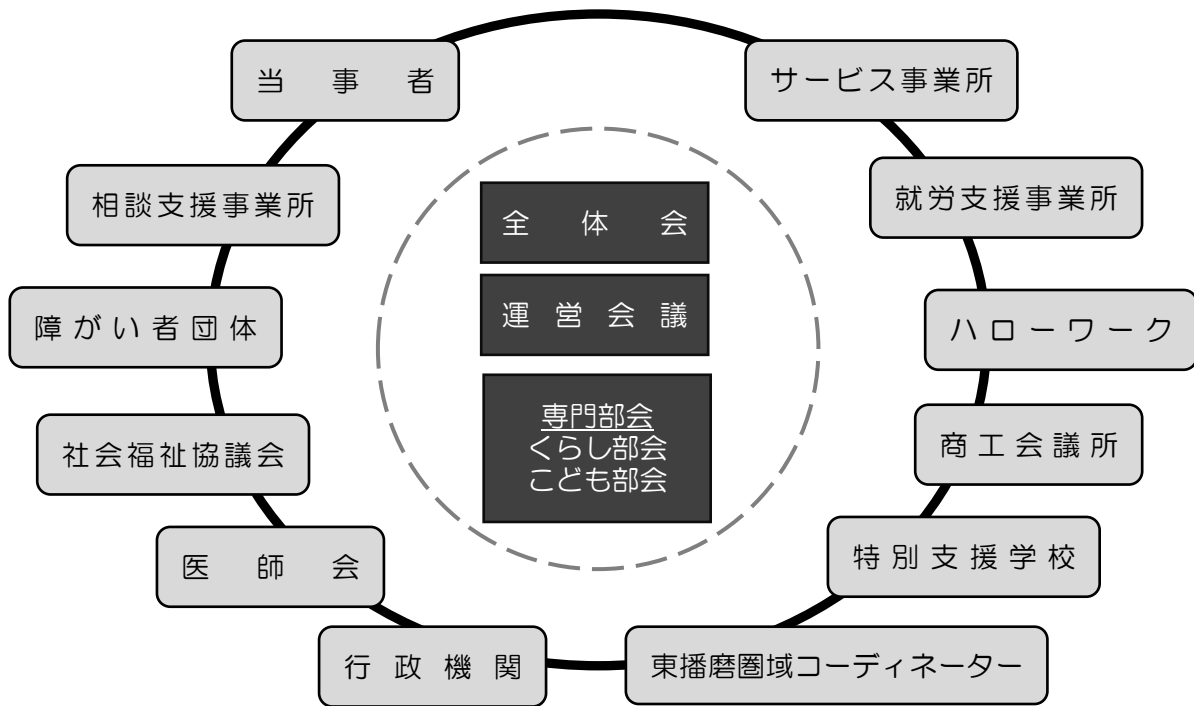 当事者
サービス事業所
相談支援事業所
就労支援事業所
全体会
障がい者団体
運営会議
ハローワーク
専門部会
くらし部会
こども部会
社会福祉協議会
商工会議所
医師会
特別支援学校
行政機関
東播磨圏域コーディネーター